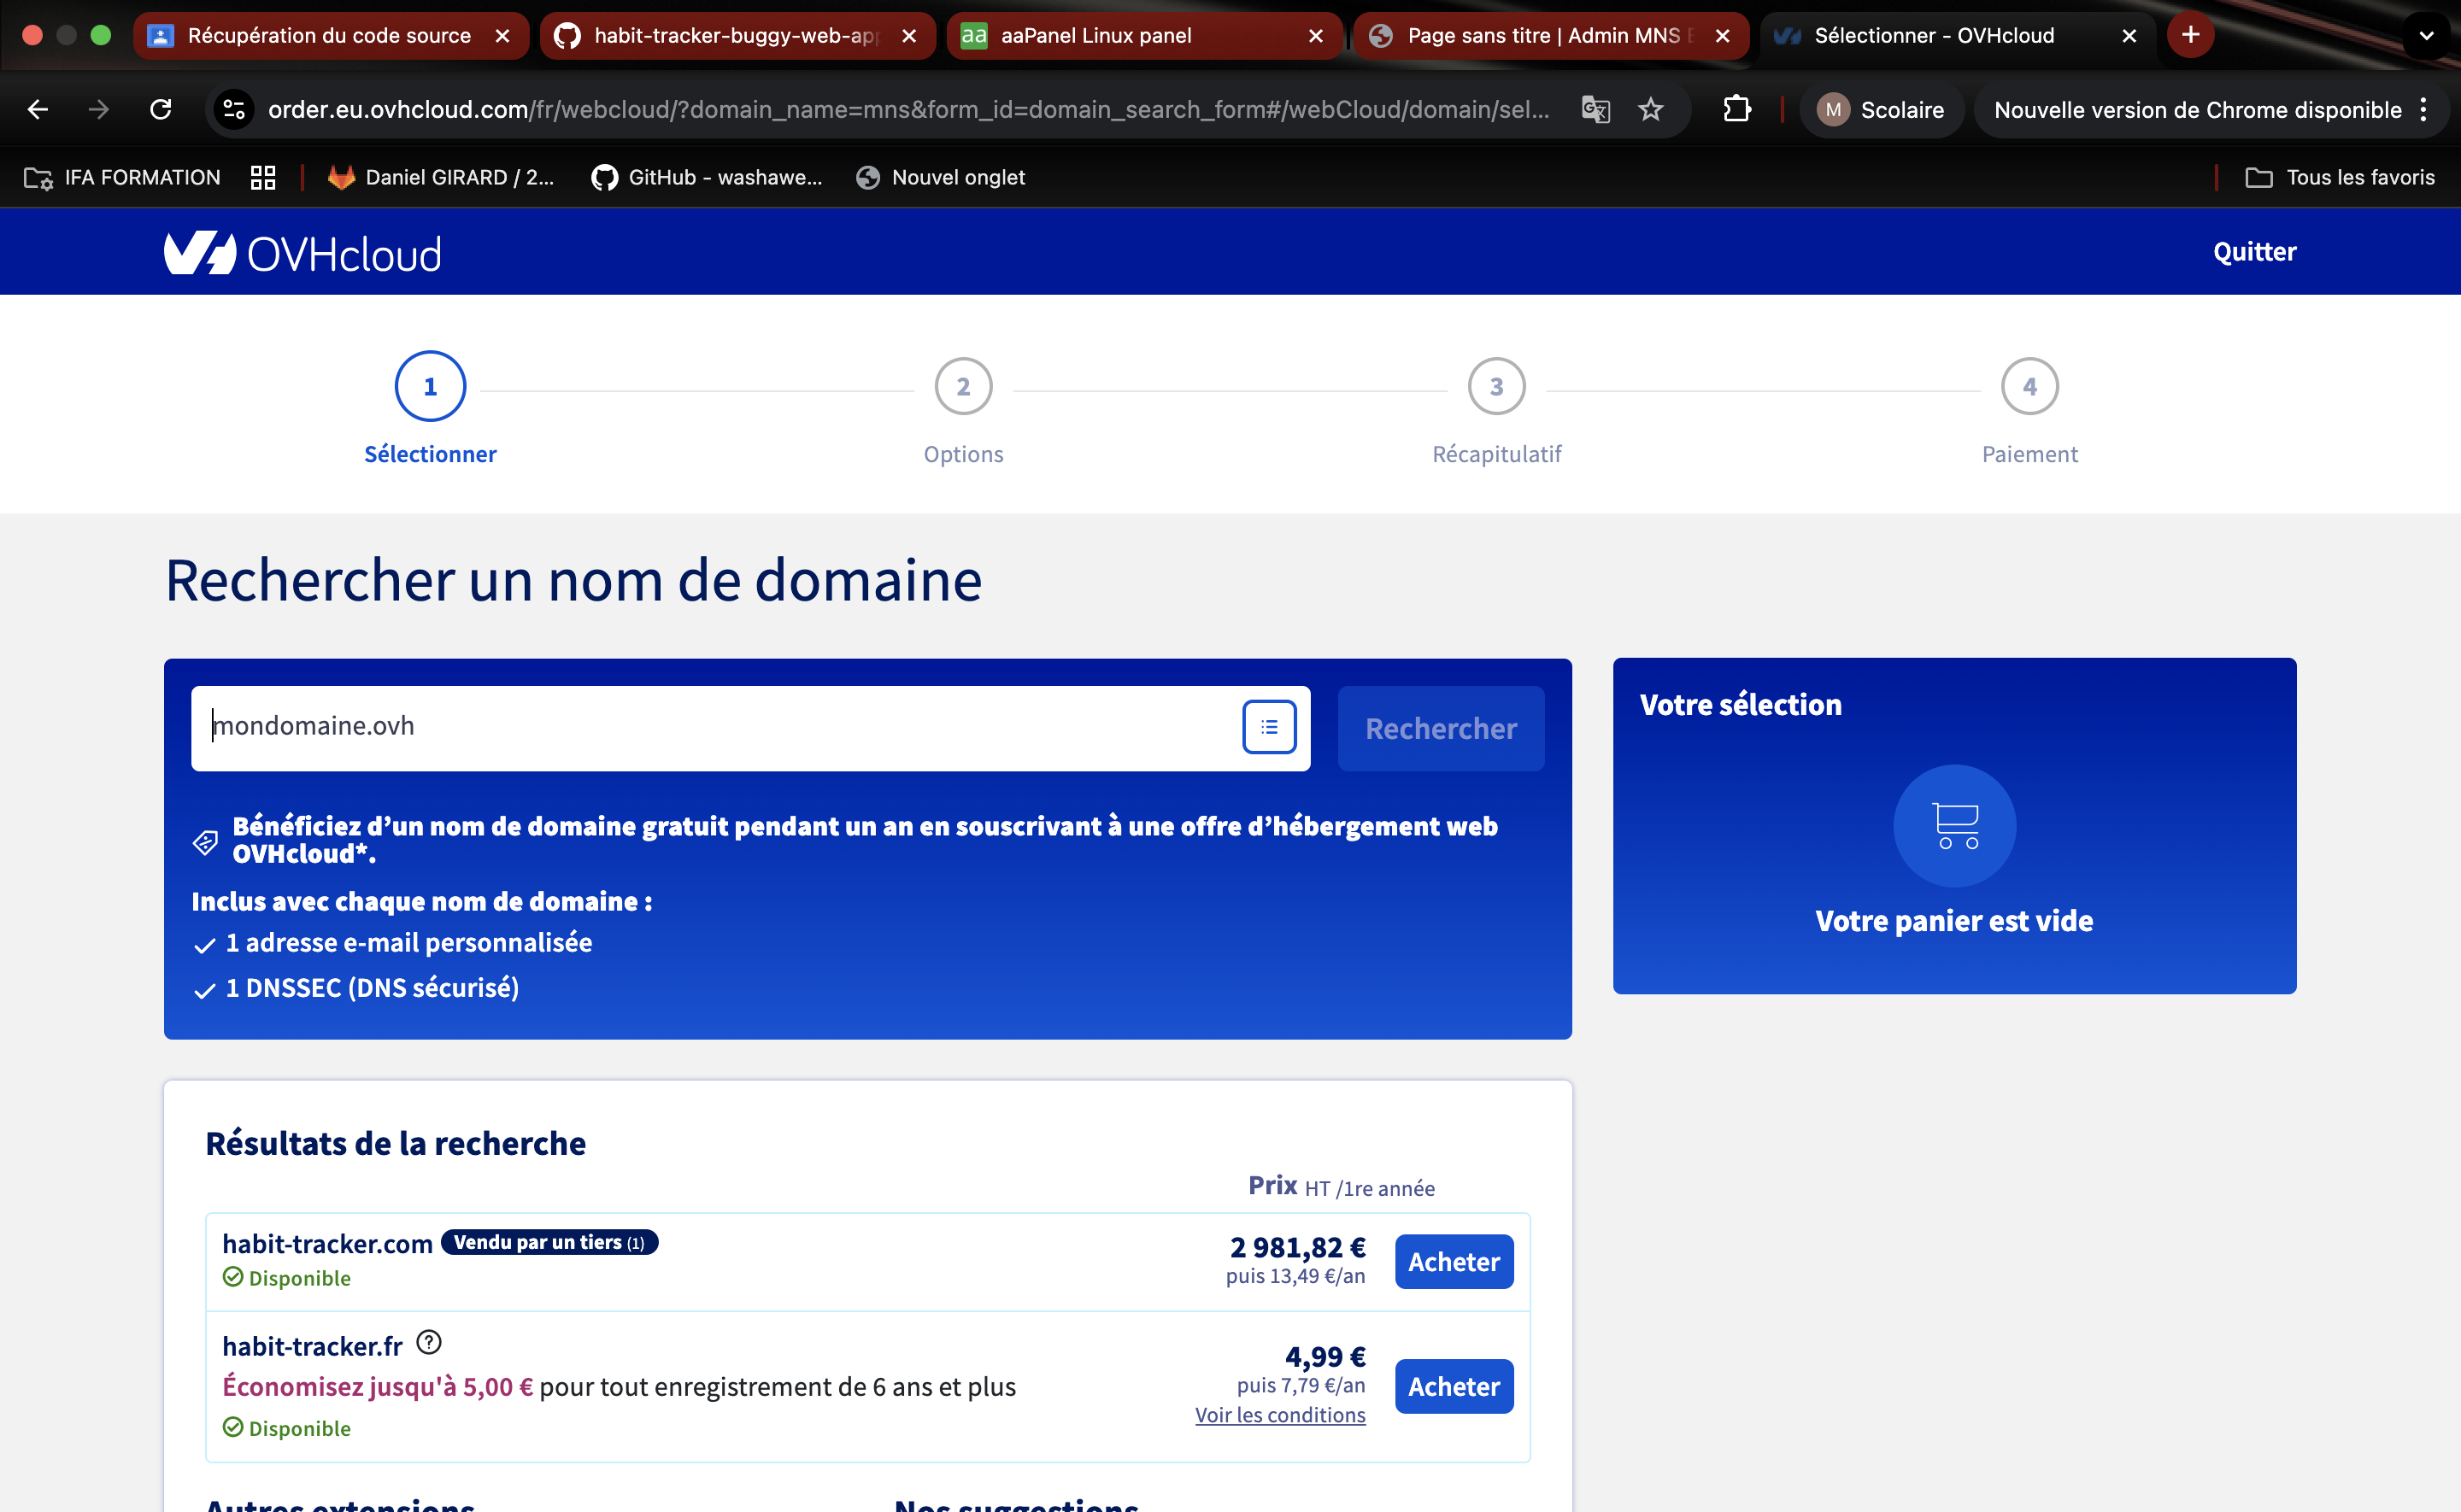 Récupération du code source
habit-tracker-buggy-web-app
aaPanel Linux panel
Page sans titre | Admin MNS
Sélectionner - OVHcloud
order.eu.ovhcloud.com/fr/webcloud/?domain_name=mns&form_id=domain_search_form#/webCloud/domain/sel...
M
Scolaire
Nouvelle version de Chrome disponible
IFA FORMATION
Daniel GIRARD / 2...
GitHub - washawe...
Nouvel onglet
Tous les favoris
OVHcloud
Quitter
1
2
3
4
Sélectionner
Options
Récapitulatif
Paiement
Rechercher un nom de domaine
mondomaine.ovh
Rechercher
Bénéficiez d’un nom de domaine gratuit pendant un an en souscrivant à une offre d’hébergement web
OVHcloud*.
Inclus avec chaque nom de domaine :
1 adresse e-mail personnalisée
1 DNSSEC (DNS sécurisé)
Votre sélection
Votre panier est vide
Résultats de la recherche
Prix HT /1re année
habit-tracker.com Vendu par un tiers (1)
Disponible
2 981,82 €
puis 13,49 €/an
Acheter
habit-tracker.fr
Économisez jusqu'à 5,00 € pour tout enregistrement de 6 ans et plus
Disponible
4,99 €
puis 7,79 €/an
Voir les conditions
Acheter
Autres extensions
Nos suggestions